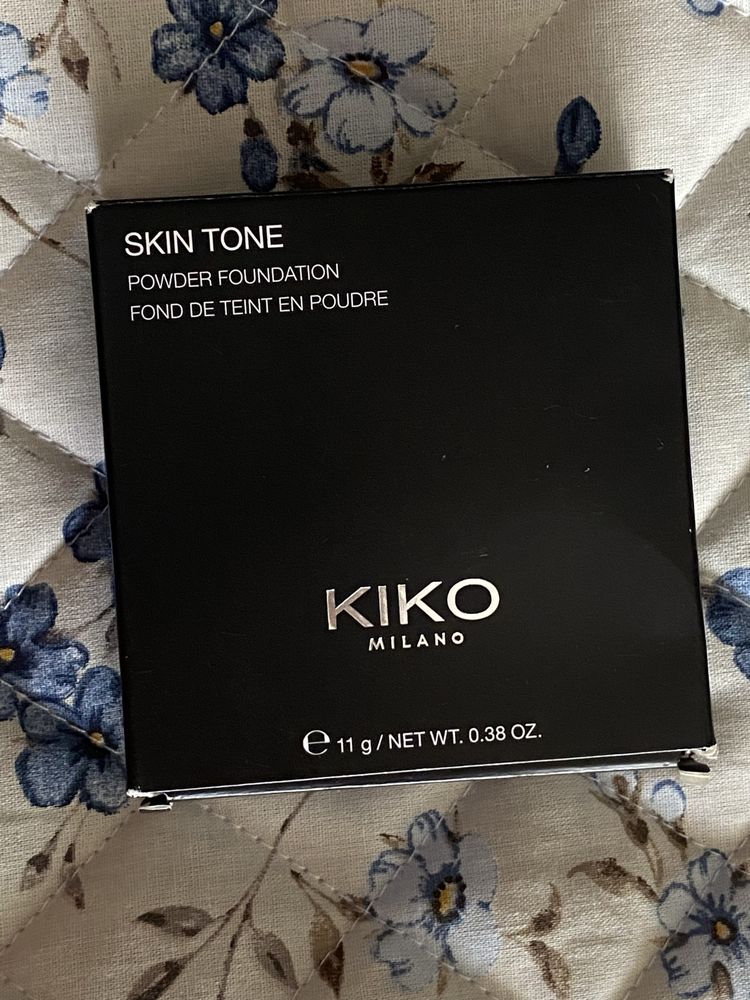 SKIN TONE
POWDER FOUNDATION
FOND DE TEINT EN POUDRE
KIKO
MILANO
℮ 11 g / NET WT. 0.38 OZ.